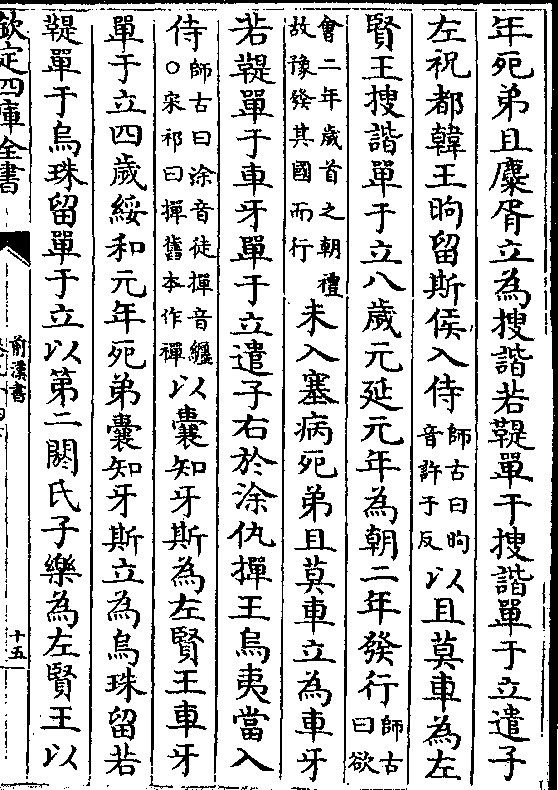 年死弟且麋胥立為搜諧若鞮單于搜諧單于立遣子
左祝都韓王昫留斯侯入侍師古曰昫音許于反以且莫車為左
賢王搜諧單于立八歲元延元年為朝二年發行師古曰欲
會二年歲首之朝禮故豫發其國而行未入塞病死弟且莫車立為車牙
若鞮單于車牙單于立遣子右於涂仇撣王烏夷當入
侍師古曰涂音徒撣音纏○宋祁曰撣舊本作襌以囊知牙斯為左賢王車牙
單于立四歲綏和元年死弟囊知牙斯立為烏珠留若
鞮單于烏珠留單于立以第二閼氏子樂為左賢王以
欽定四庫全書
前漢書
十五